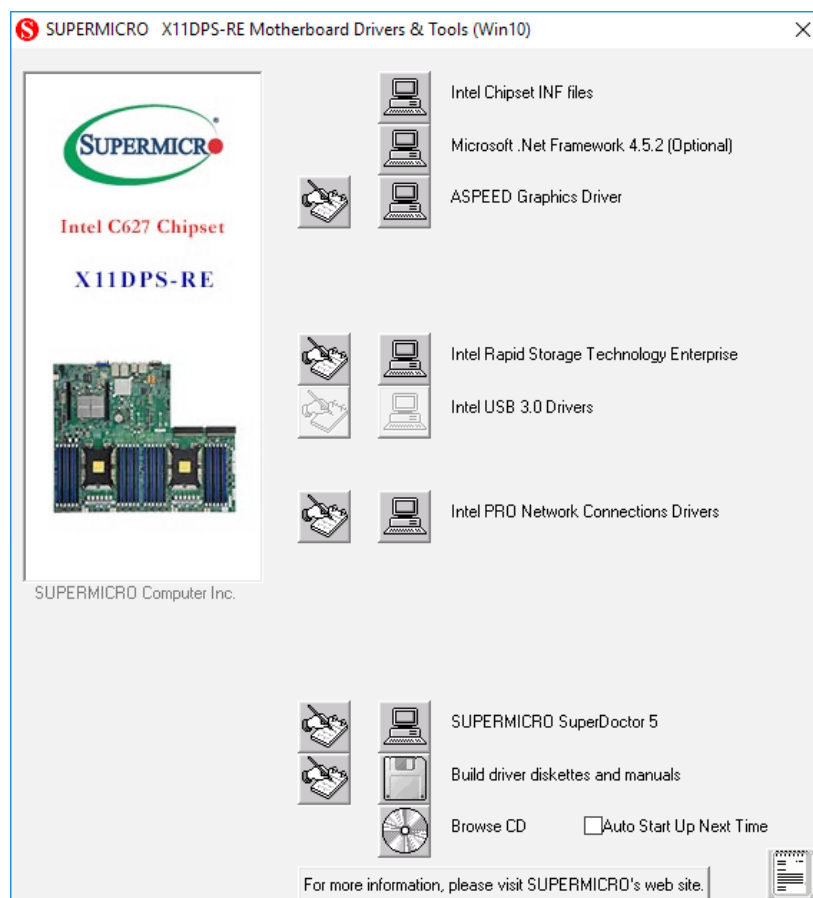 SUPERMICRO X11DPS-RE Motherboard Drivers & Tools (Win10)
SUPERMICR
Intel C627 Chipset
X11DPS-RE
SUPERMICRO Computer Inc.
Intel Chipset INF files
Microsoft .Net Framework 4.5.2 (Optional)
ASPEED Graphics Driver
Intel Rapid Storage Technology Enterprise
Intel USB 3.0 Drivers
Intel PRO Network Connections Drivers
SUPERMICRO SuperDoctor 5
Build driver diskettes and manuals
Browse CD
Auto Start Up Next Time
For more information, please visit SUPERMICRO's web site.